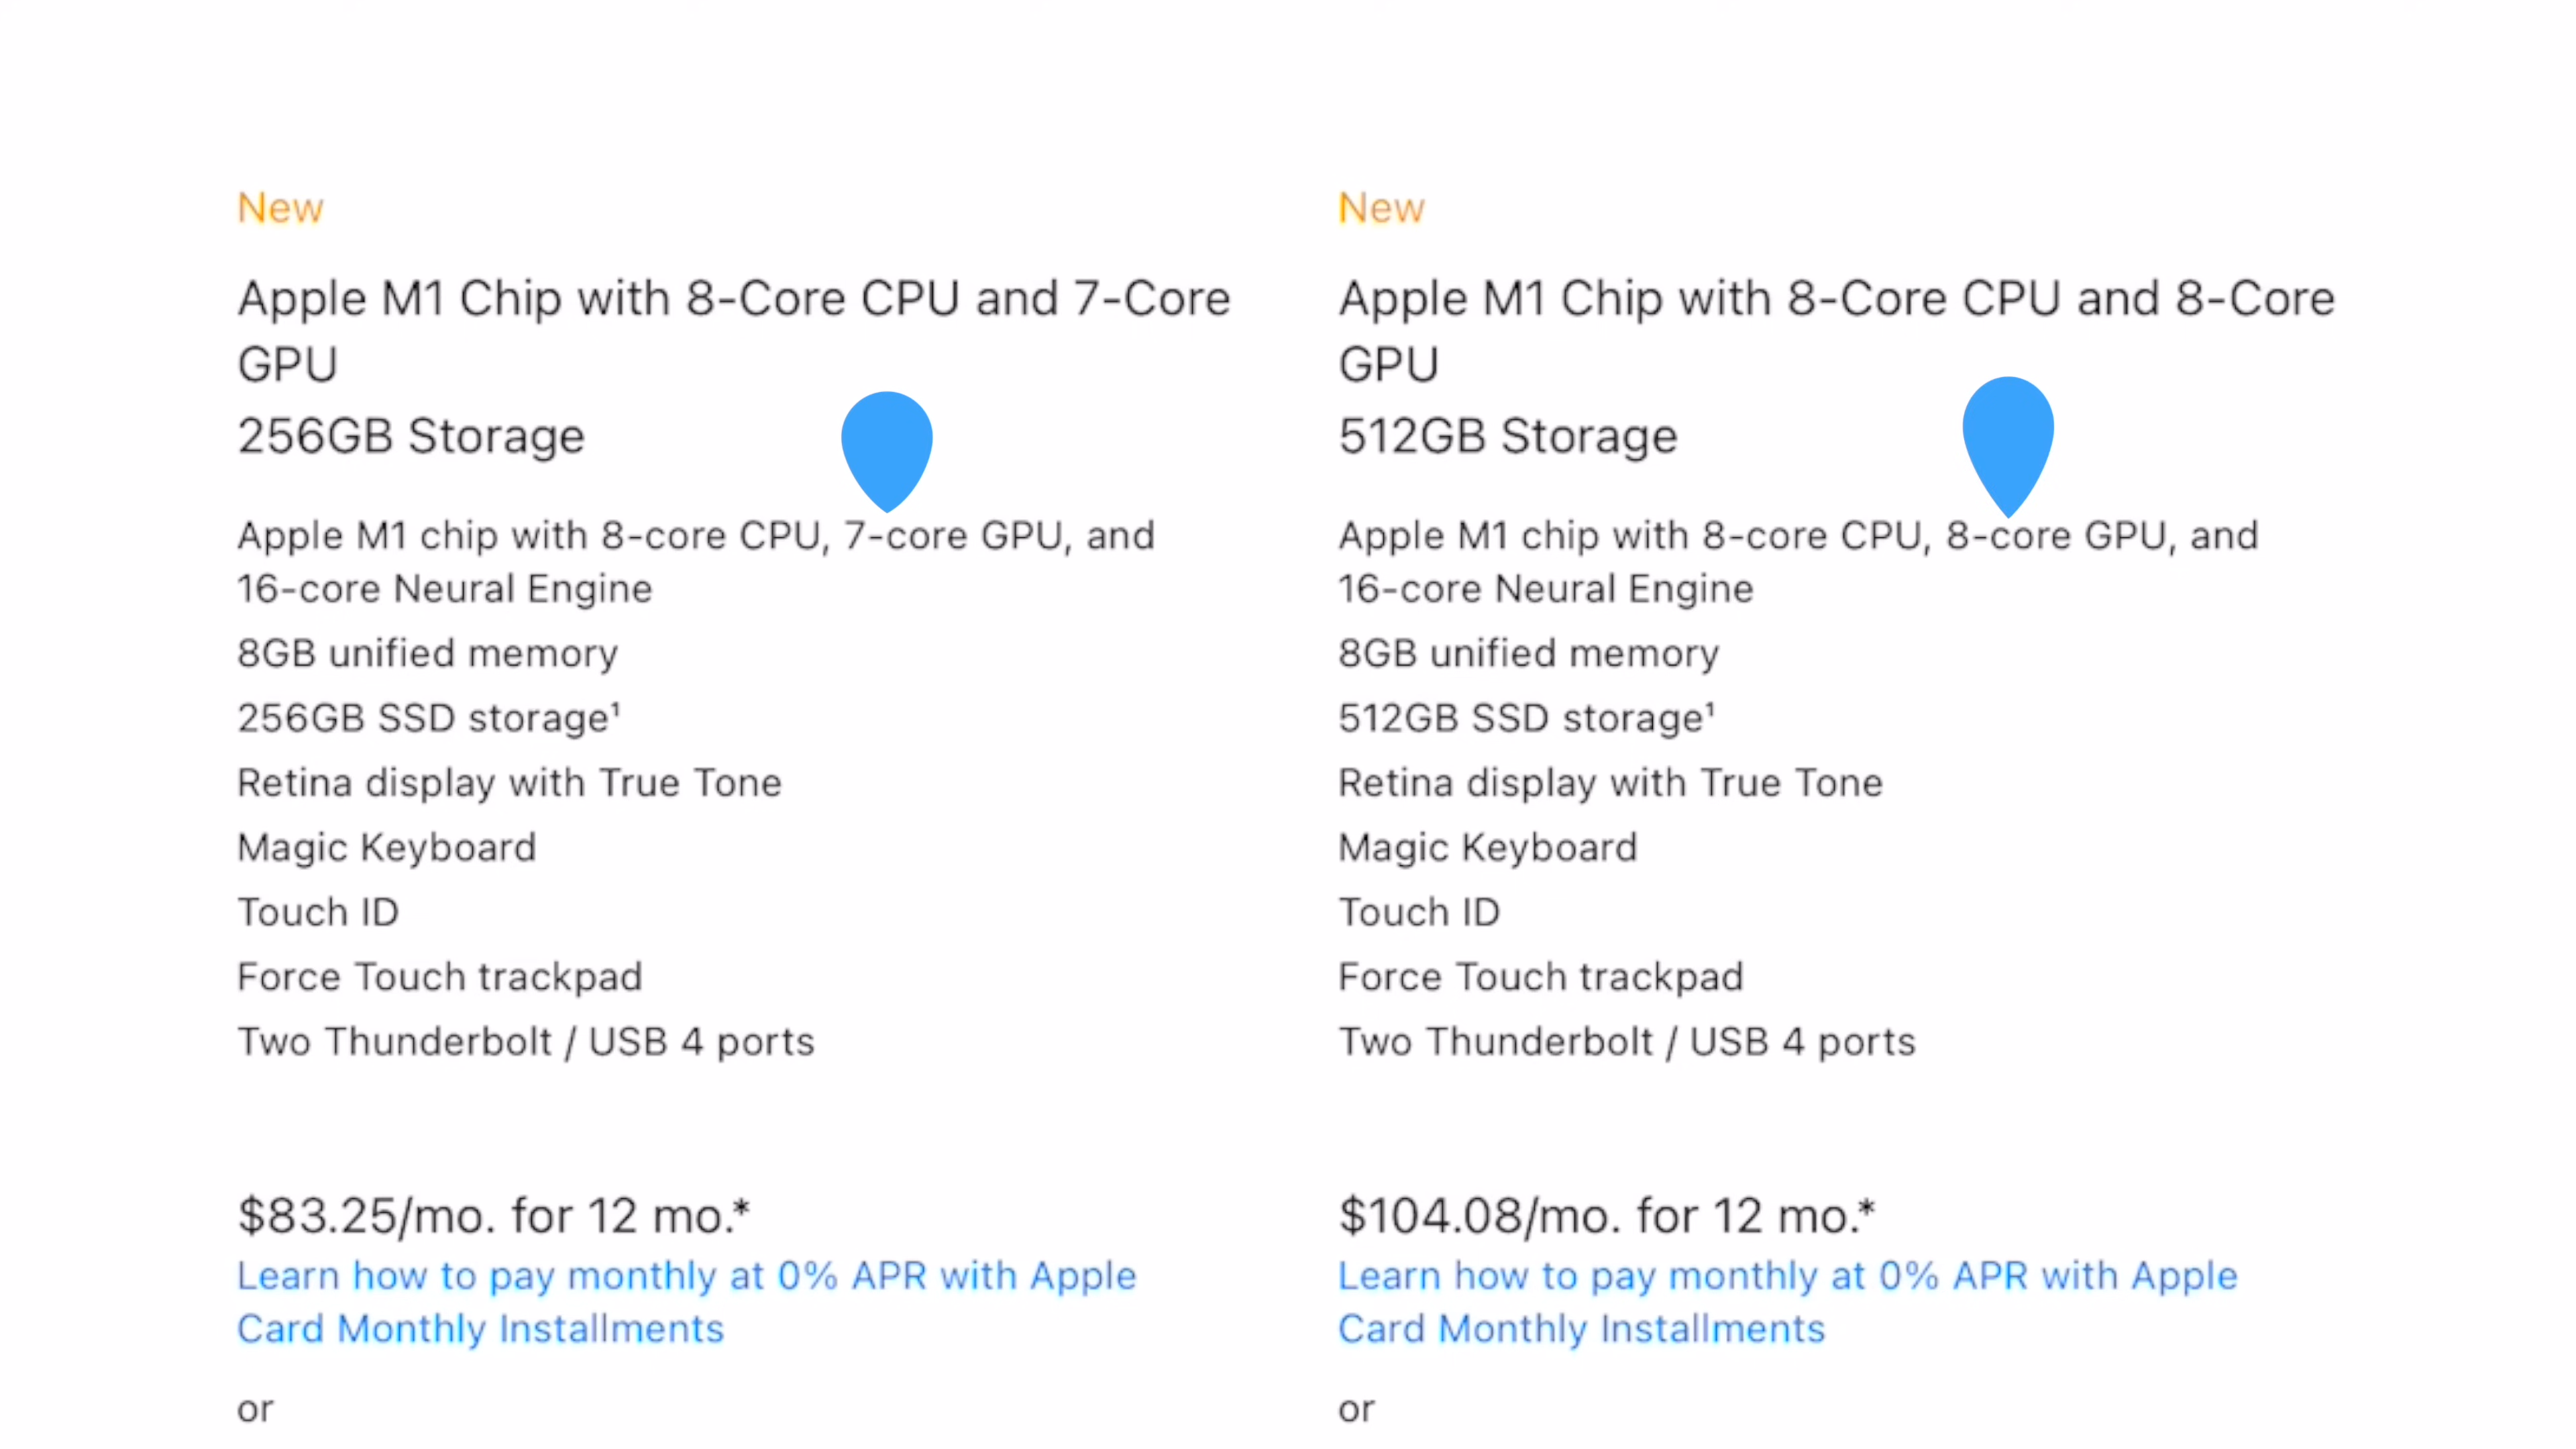 New
Apple M1 Chip with 8-Core CPU and 7-Core
GPU
256GB Storage
Apple M1 chip with 8-core CPU, 7-core GPU, and
16-core Neural Engine
8GB unified memory
256GB SSD storage¹
Retina display with True Tone
Magic Keyboard
Touch ID
Force Touch trackpad
Two Thunderbolt / USB 4 ports
$83.25/mo. for 12 mo.*
Learn how to pay monthly at 0% APR with Apple
Card Monthly Installments
or
New
Apple M1 Chip with 8-Core CPU and 8-Core
GPU
512GB Storage
Apple M1 chip with 8-core CPU, 8-core GPU, and
16-core Neural Engine
8GB unified memory
512GB SSD storage¹
Retina display with True Tone
Magic Keyboard
Touch ID
Force Touch trackpad
Two Thunderbolt / USB 4 ports
$104.08/mo. for 12 mo.*
Learn how to pay monthly at 0% APR with Apple
Card Monthly Installments
or